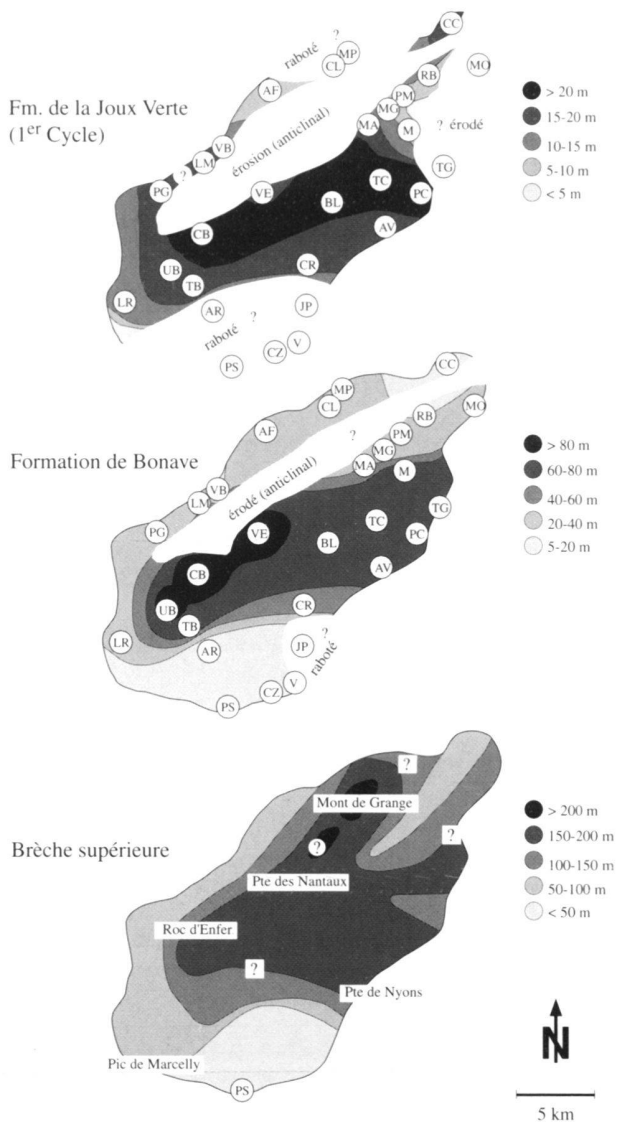 Fm. de la Joux Verte
(1er Cycle)
CC
raboté ?
MP
CL
MO
RB
AF
PM
MG
MA
M
? érodé
érosion (anticlinal)
VB
LM
?
PG
TG
TC
VE
BL
PC
CB
AV
UB
TB
CR
LR
AR
JP
raboté ?
V
CZ
PS
> 20 m
15-20 m
10-15 m
5-10 m
< 5 m
Formation de Bonave
CC
MP
CL
MO
RB
AF
?
PM
MG
MA
M
érodé (anticlinal)
VB
LM
PG
TG
TC
VE
BL
PC
CB
AV
UB
TB
CR
LR
AR
?
JP
raboté
V
CZ
PS
> 80 m
60-80 m
40-60 m
20-40 m
5-20 m
Brèche supérieure
?
Mont de Grange
?
?
Pte des Nantaux
Roc d'Enfer
?
Pte de Nyons
Pic de Marcelly
PS
> 200 m
150-200 m
100-150 m
50-100 m
< 50 m
N
5 km